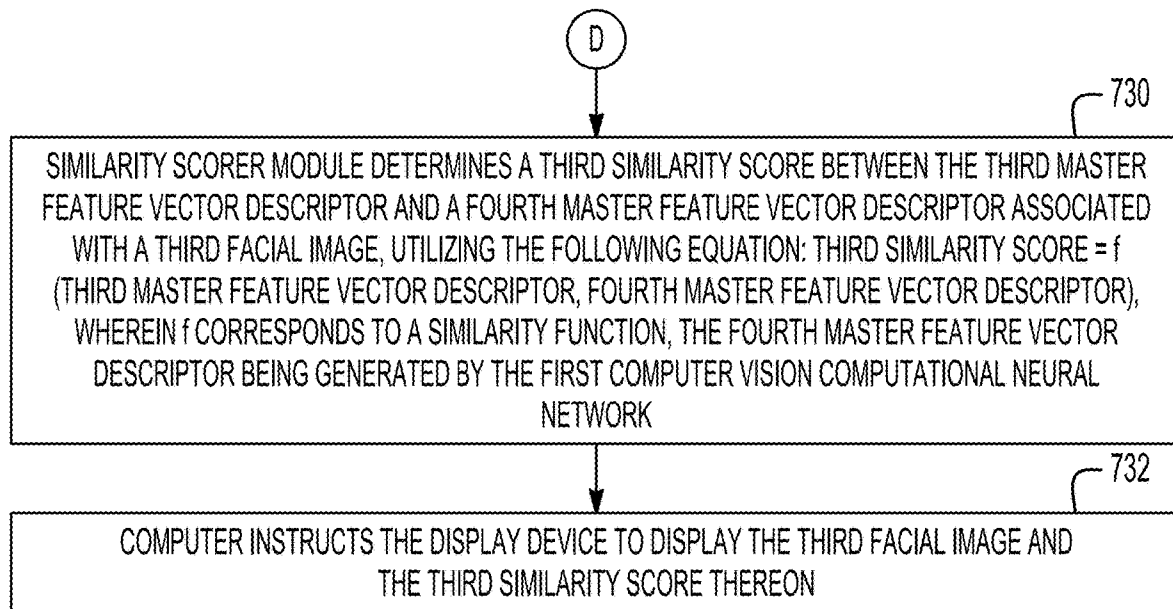 D
730
SIMILARITY SCORER MODULE DETERMINES A THIRD SIMILARITY SCORE BETWEEN THE THIRD MASTER
FEATURE VECTOR DESCRIPTOR AND A FOURTH MASTER FEATURE VECTOR DESCRIPTOR ASSOCIATED
WITH A THIRD FACIAL IMAGE, UTILIZING THE FOLLOWING EQUATION: THIRD SIMILARITY SCORE = f
(THIRD MASTER FEATURE VECTOR DESCRIPTOR, FOURTH MASTER FEATURE VECTOR DESCRIPTOR),
WHEREIN f CORRESPONDS TO A SIMILARITY FUNCTION, THE FOURTH MASTER FEATURE VECTOR
DESCRIPTOR BEING GENERATED BY THE FIRST COMPUTER VISION COMPUTATIONAL NEURAL
NETWORK
732
COMPUTER INSTRUCTS THE DISPLAY DEVICE TO DISPLAY THE THIRD FACIAL IMAGE AND
THE THIRD SIMILARITY SCORE THEREON